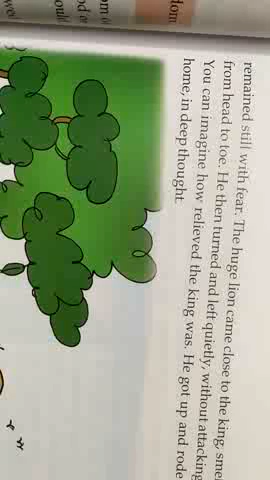 remained still with fear. The huge lion came close to the king, sme
from head to toe. He then turned and left quietly, without attacking
You can imagine how relieved the king was. He got up and rode
home, in deep thought.
dom
om o